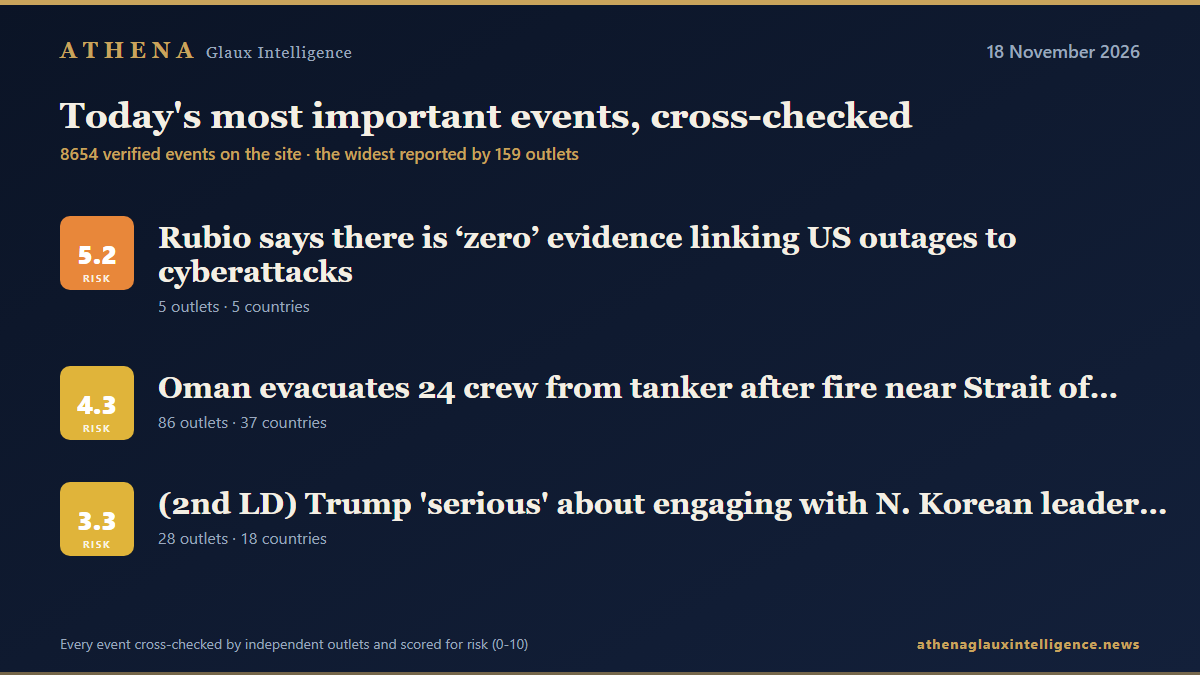 ATHENA Glaux Intelligence
18 November 2026
Today's most important events, cross-checked
8654 verified events on the site · the widest reported by 159 outlets
5.2
RISK
Rubio says there is ‘zero’ evidence linking US outages to
cyberattacks
5 outlets · 5 countries
4.3
RISK
Oman evacuates 24 crew from tanker after fire near Strait of...
86 outlets · 37 countries
3.3
RISK
(2nd LD) Trump 'serious' about engaging with N. Korean leader...
28 outlets · 18 countries
Every event cross-checked by independent outlets and scored for risk (0-10)
athenaglauxintelligence.news